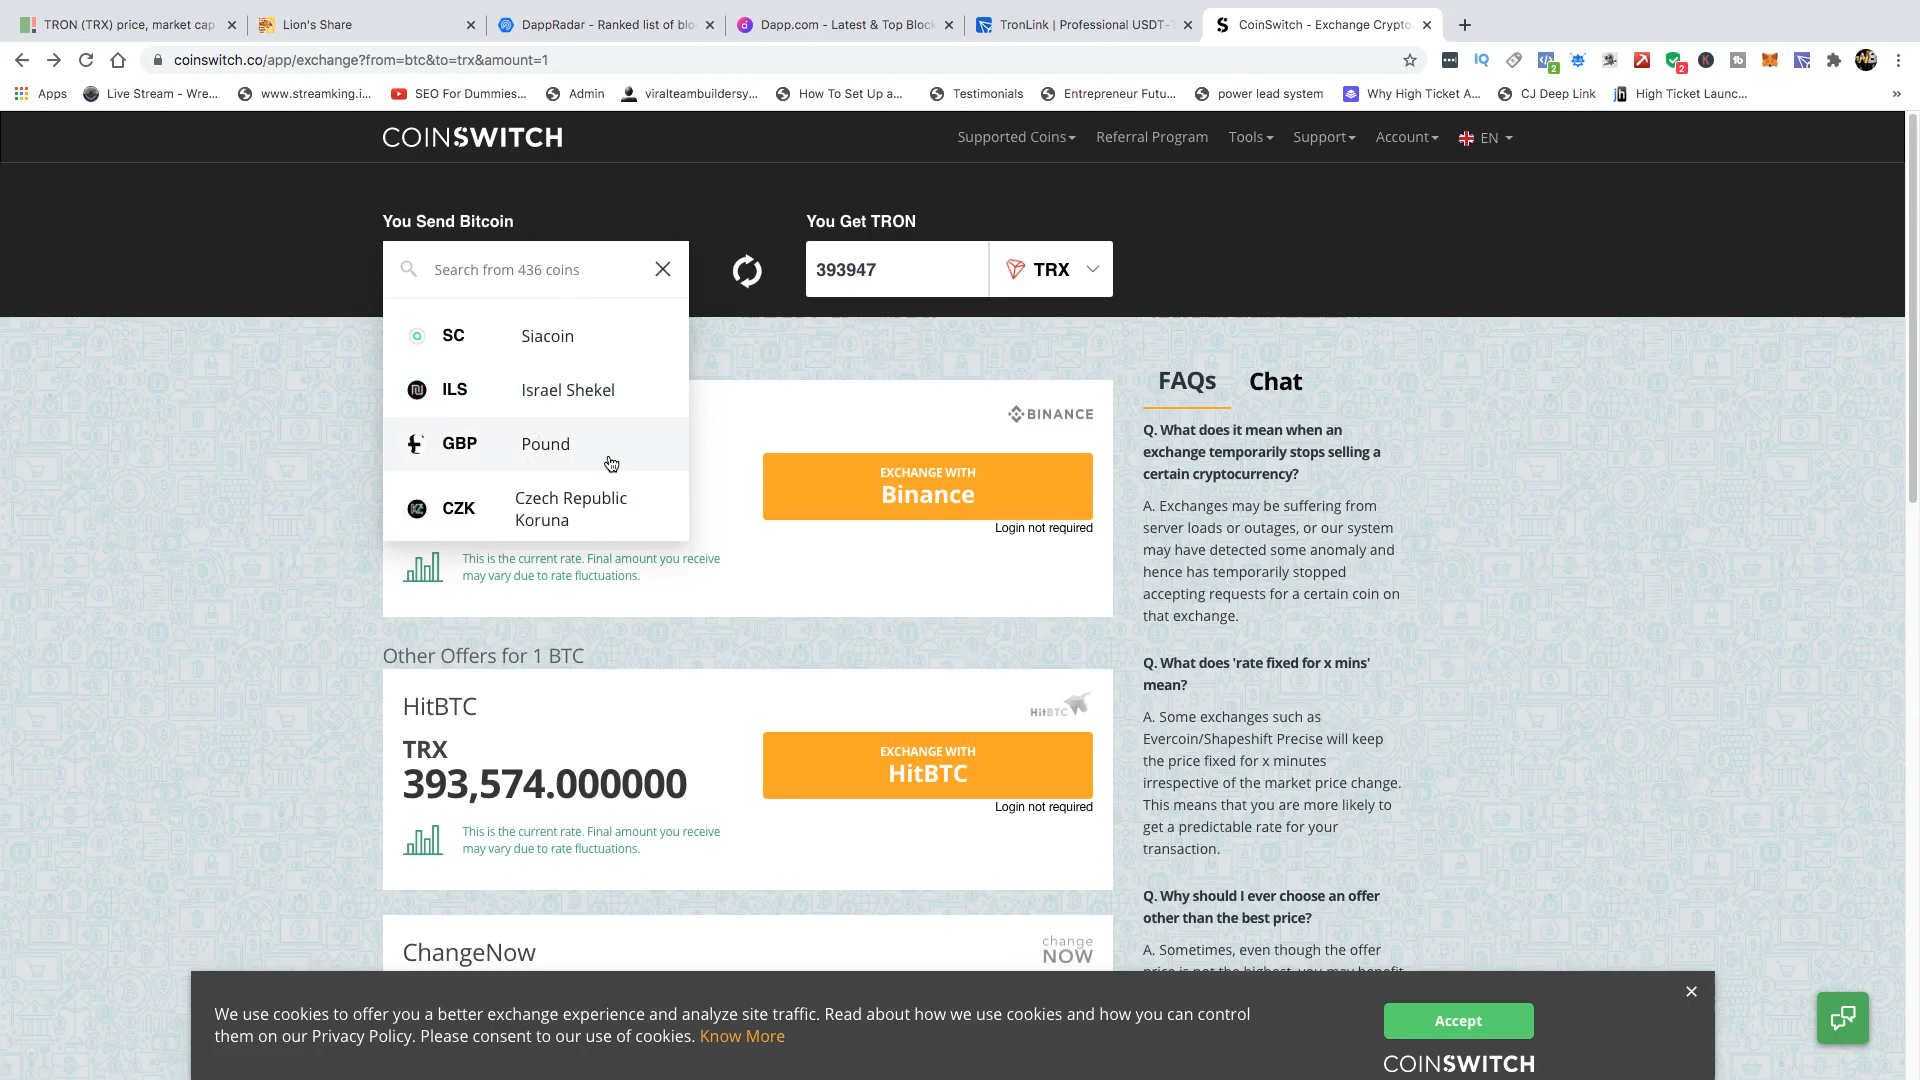 TRON (TRX) price, market cap
Lion's Share
DappRadar - Ranked list of blo
Dapp.com - Latest & Top Block
TronLink | Professional USDT-T
CoinSwitch - Exchange Crypto
coinswitch.co/app/exchange?from=btc&to=trx&amount=1
IQ
2
2
K
Apps
Live Stream - Wre...
www.streamking.i...
SEO For Dummies...
Admin
viralteambuildersy...
How To Set Up a...
Testimonials
Entrepreneur Futu...
power lead system
Why High Ticket A...
CJ Deep Link
High Ticket Launc...
COINSWITCH
Supported Coins
Referral Program
Tools
Support
Account
EN
You Send Bitcoin
You Get TRON
Search from 436 coins
393947
TRX
SC Siacoin
ILS Israel Shekel
GBP Pound
CZK Czech Republic
Koruna
BINANCE
EXCHANGE WITH
Binance
Login not required
This is the current rate. Final amount you receive
may vary due to rate fluctuations.
Other Offers for 1 BTC
HitBTC
HitBTC
TRX
393,574.000000
EXCHANGE WITH
HitBTC
Login not required
This is the current rate. Final amount you receive
may vary due to rate fluctuations.
ChangeNow
change
NOW
FAQs
Chat
Q. What does it mean when an
exchange temporarily stops selling a
certain cryptocurrency?
A. Exchanges may be suffering from
server loads or outages, or our system
may have detected some anomaly and
hence has temporarily stopped
accepting requests for a certain coin on
that exchange.
Q. What does 'rate fixed for x mins'
mean?
A. Some exchanges such as
Evercoin/Shapeshift Precise will keep
the price fixed for x minutes
irrespective of the market price change.
This means that you are more likely to
get a predictable rate for your
transaction.
Q. Why should I ever choose an offer
other than the best price?
A. Sometimes, even though the offer
price is not the highest, you may benefit
We use cookies to offer you a better exchange experience and analyze site traffic. Read about how we use cookies and how you can control
them on our Privacy Policy. Please consent to our use of cookies. Know More
Accept
COINSWITCH